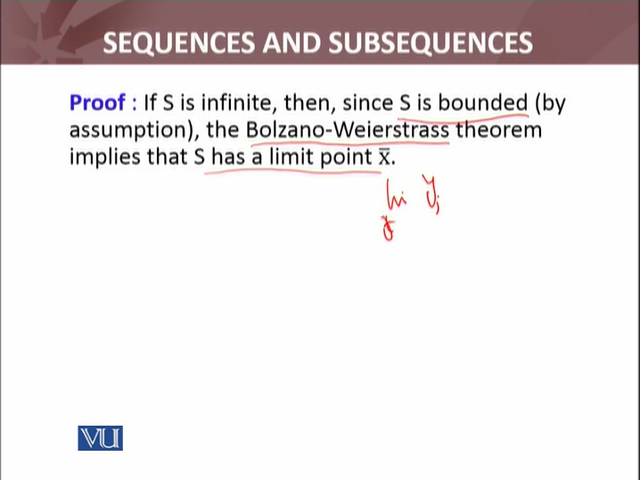 SEQUENCES AND SUBSEQUENCES
Proof : If S is infinite, then, since S is bounded (by
assumption), the Bolzano-Weierstrass theorem
implies that S has a limit point x̅.
VU